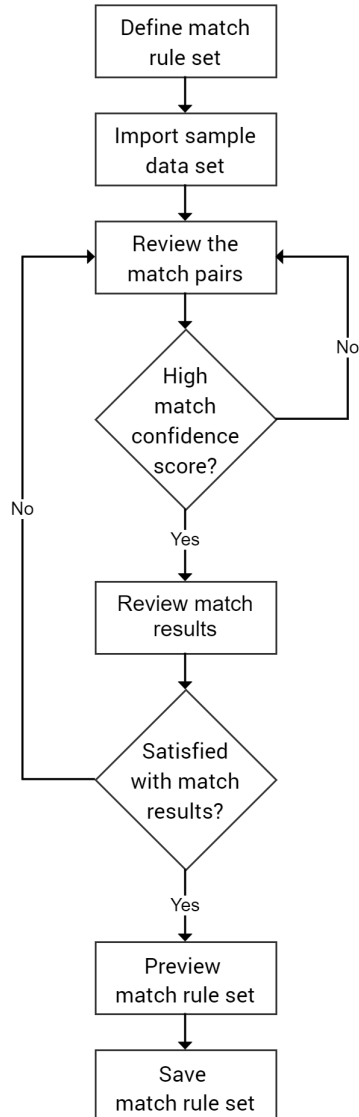 Define match
rule set
Import sample
data set
Review the
match pairs
No
High
match
confidence
score?
No
Yes
Review match
results
Satisfied
with match
results?
Yes
Preview
match rule set
Save
match rule set